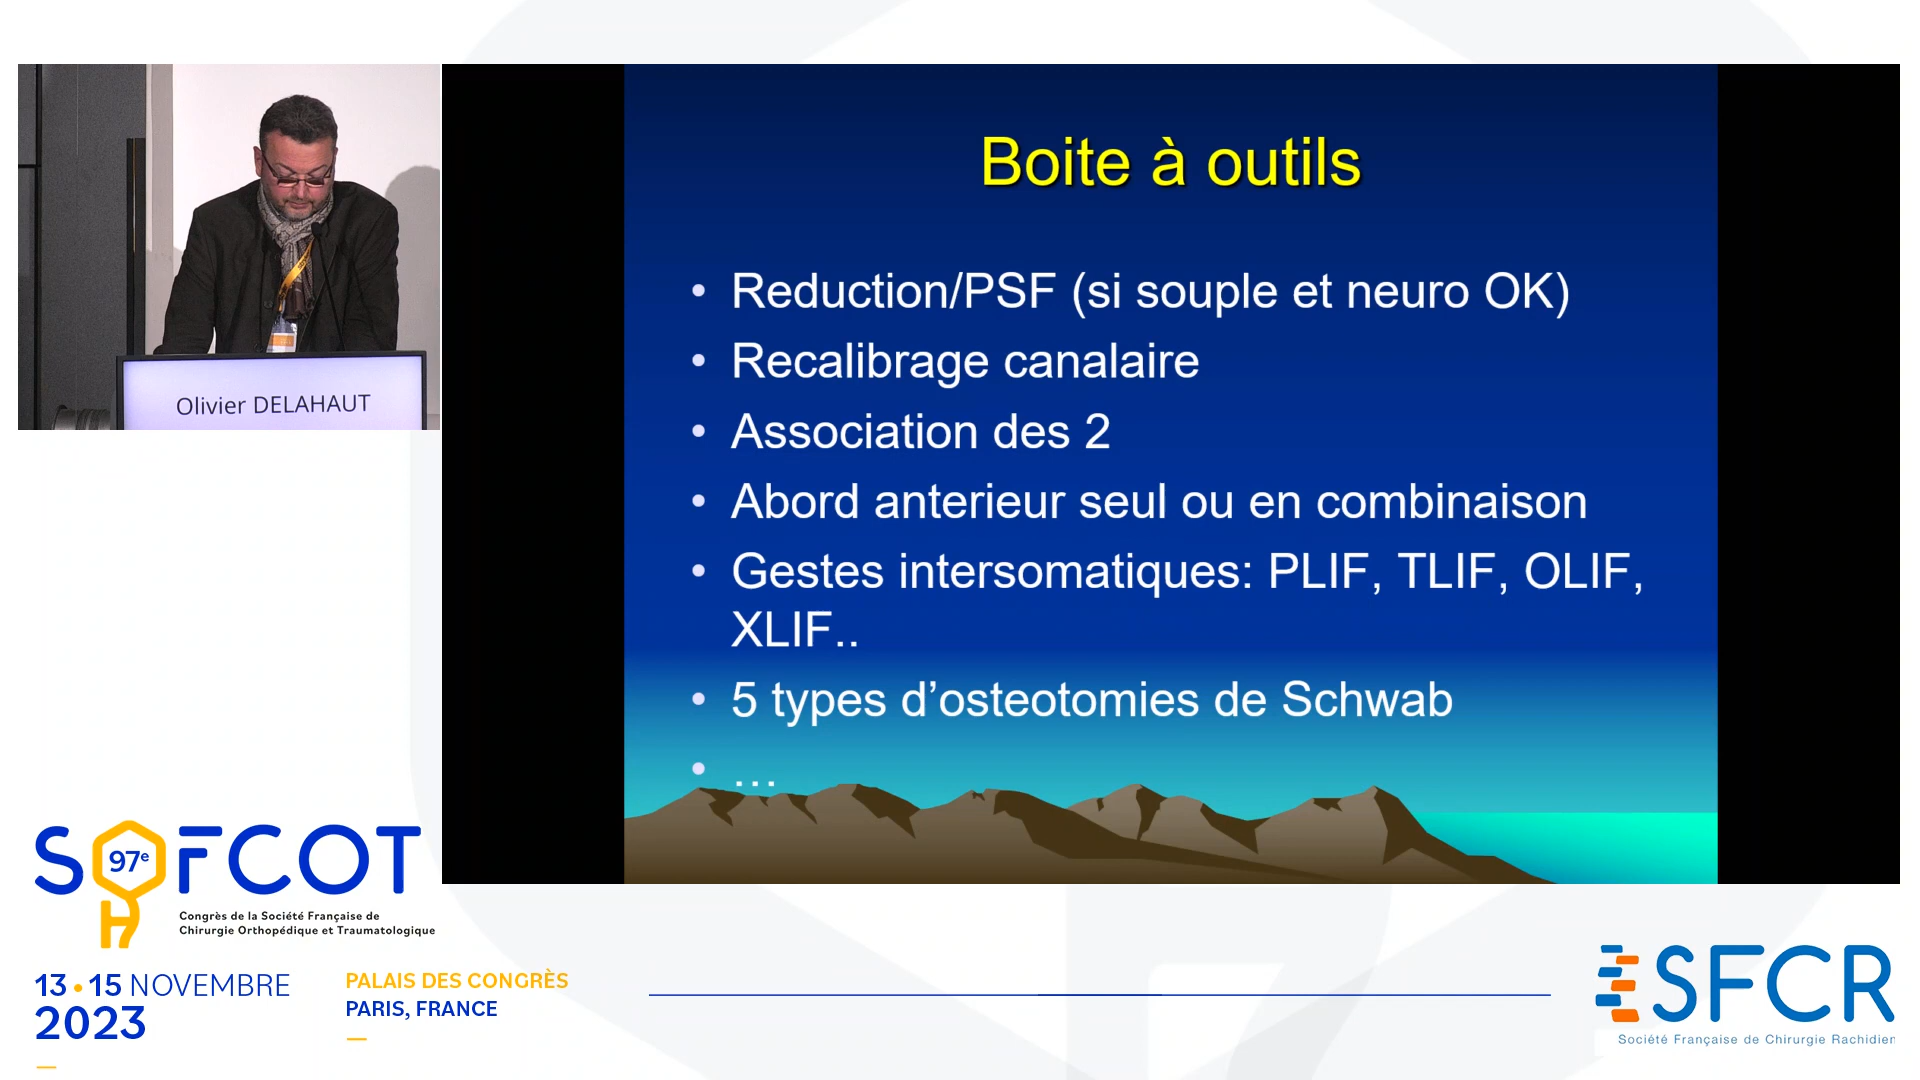 Olivier DELAHAUT
Boite à outils
• Reduction/PSF (si souple et neuro OK)
• Recalibrage canalaire
• Association des 2
• Abord anterieur seul ou en combinaison
• Gestes intersomatiques: PLIF, TLIF, OLIF,
XLIF..
• 5 types d’osteotomies de Schwab
• ...
SOFCOT
97e
Congrès de la Société Française de
Chirurgie Orthopédique et Traumatologique
13•15 NOVEMBRE
2023
PALAIS DES CONGRÈS
PARIS, FRANCE
SFCR
Société Française de Chirurgie Rachidien